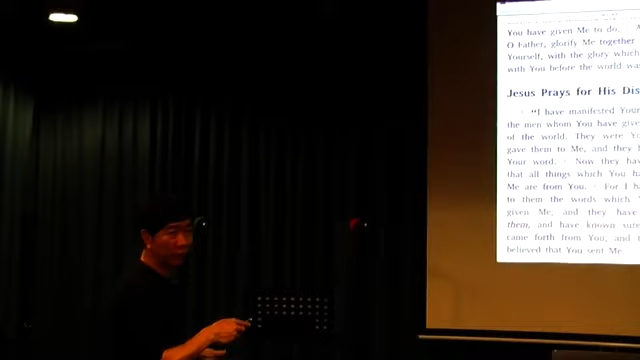 You have given Me to do.
O Father, glorify Me together
Yourself, with the glory which
with You before the world was
Jesus Prays for His Dis
"I have manifested Your
the men whom You have give
of the world. They were Yo
gave them to Me, and they
Your word. Now they hav
that all things which You ha
Me are from You. For I h
to them the words which
given Me, and they have
them, and have known sure
came forth from You, and t
believed that You sent Me.